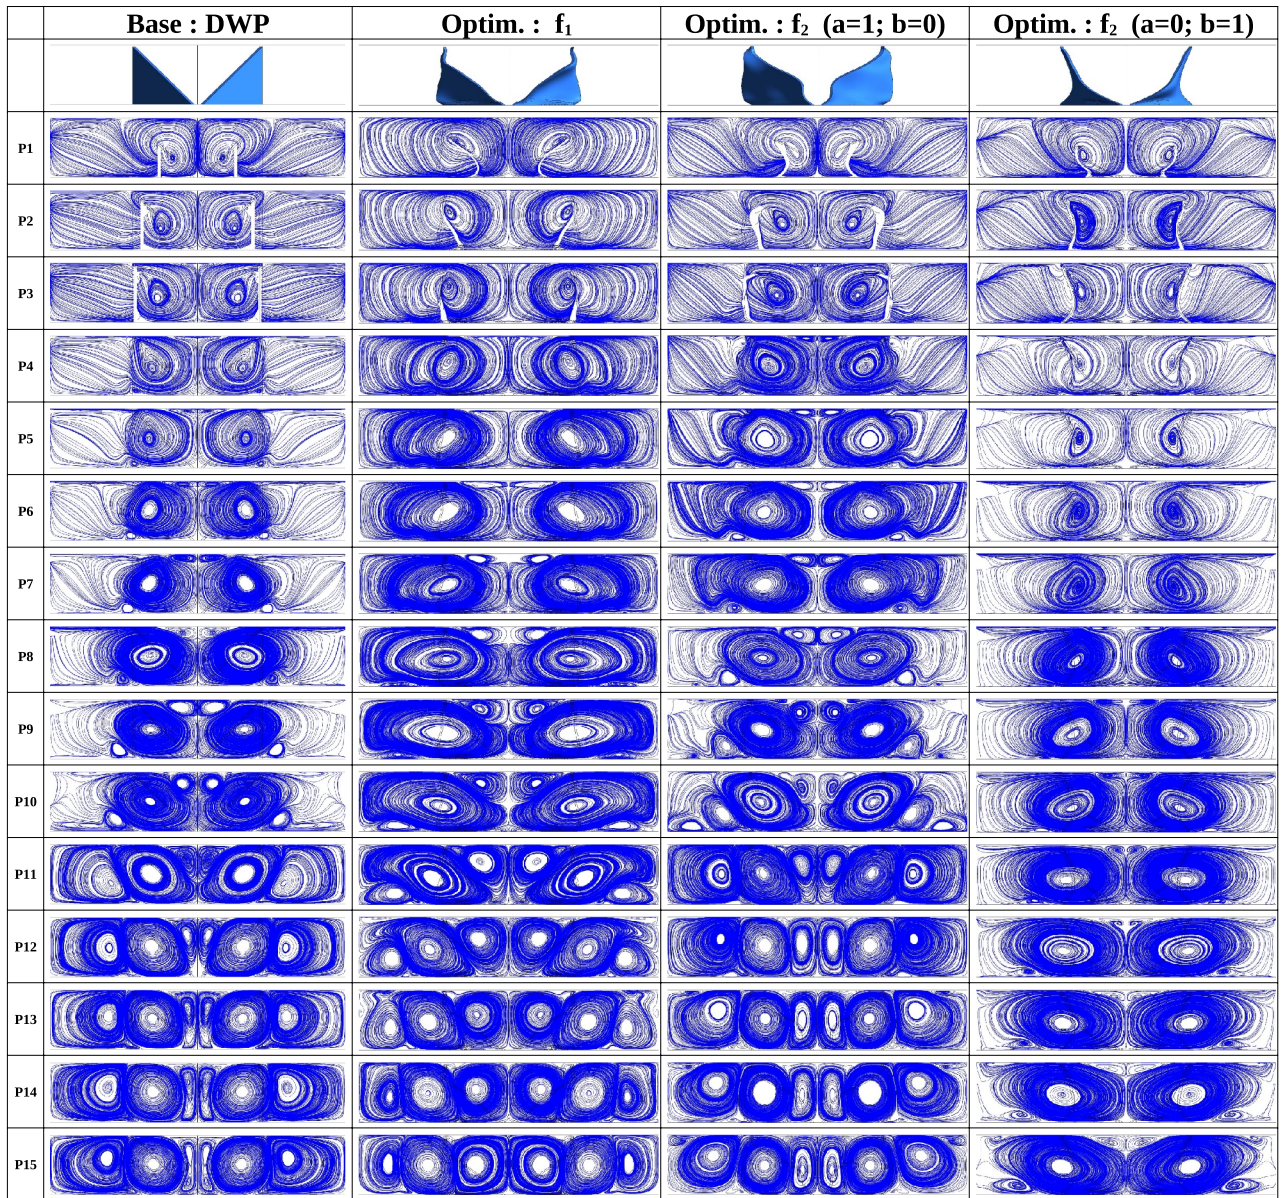 Base : DWP
Optim. : f₁
Optim. : f₂ (a=1; b=0)
Optim. : f₂ (a=0; b=1)
P1
P2
P3
P4
P5
P6
P7
P8
P9
P10
P11
P12
P13
P14
P15